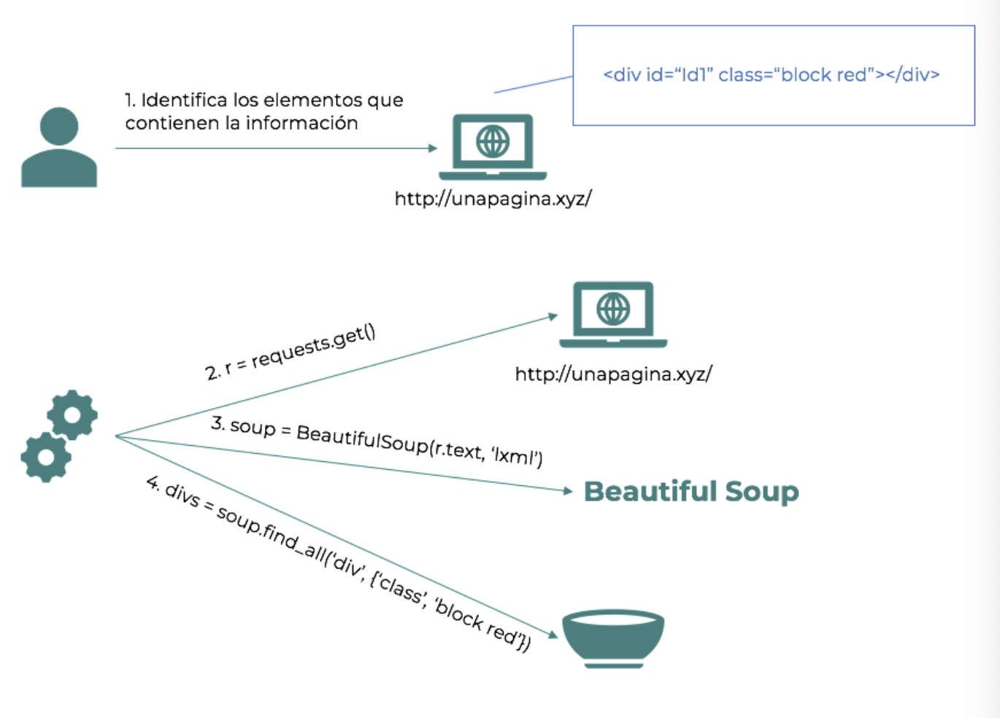 <div id=“Id1” class=“block red”></div>
1. Identifica los elementos que
contienen la información
http://unapagina.xyz/
2. r = requests.get()
http://unapagina.xyz/
3. soup = BeautifulSoup(r.text, ‘lxml’)
Beautiful Soup
4. divs = soup.find_all(‘div’, {‘class’, ‘block red’})